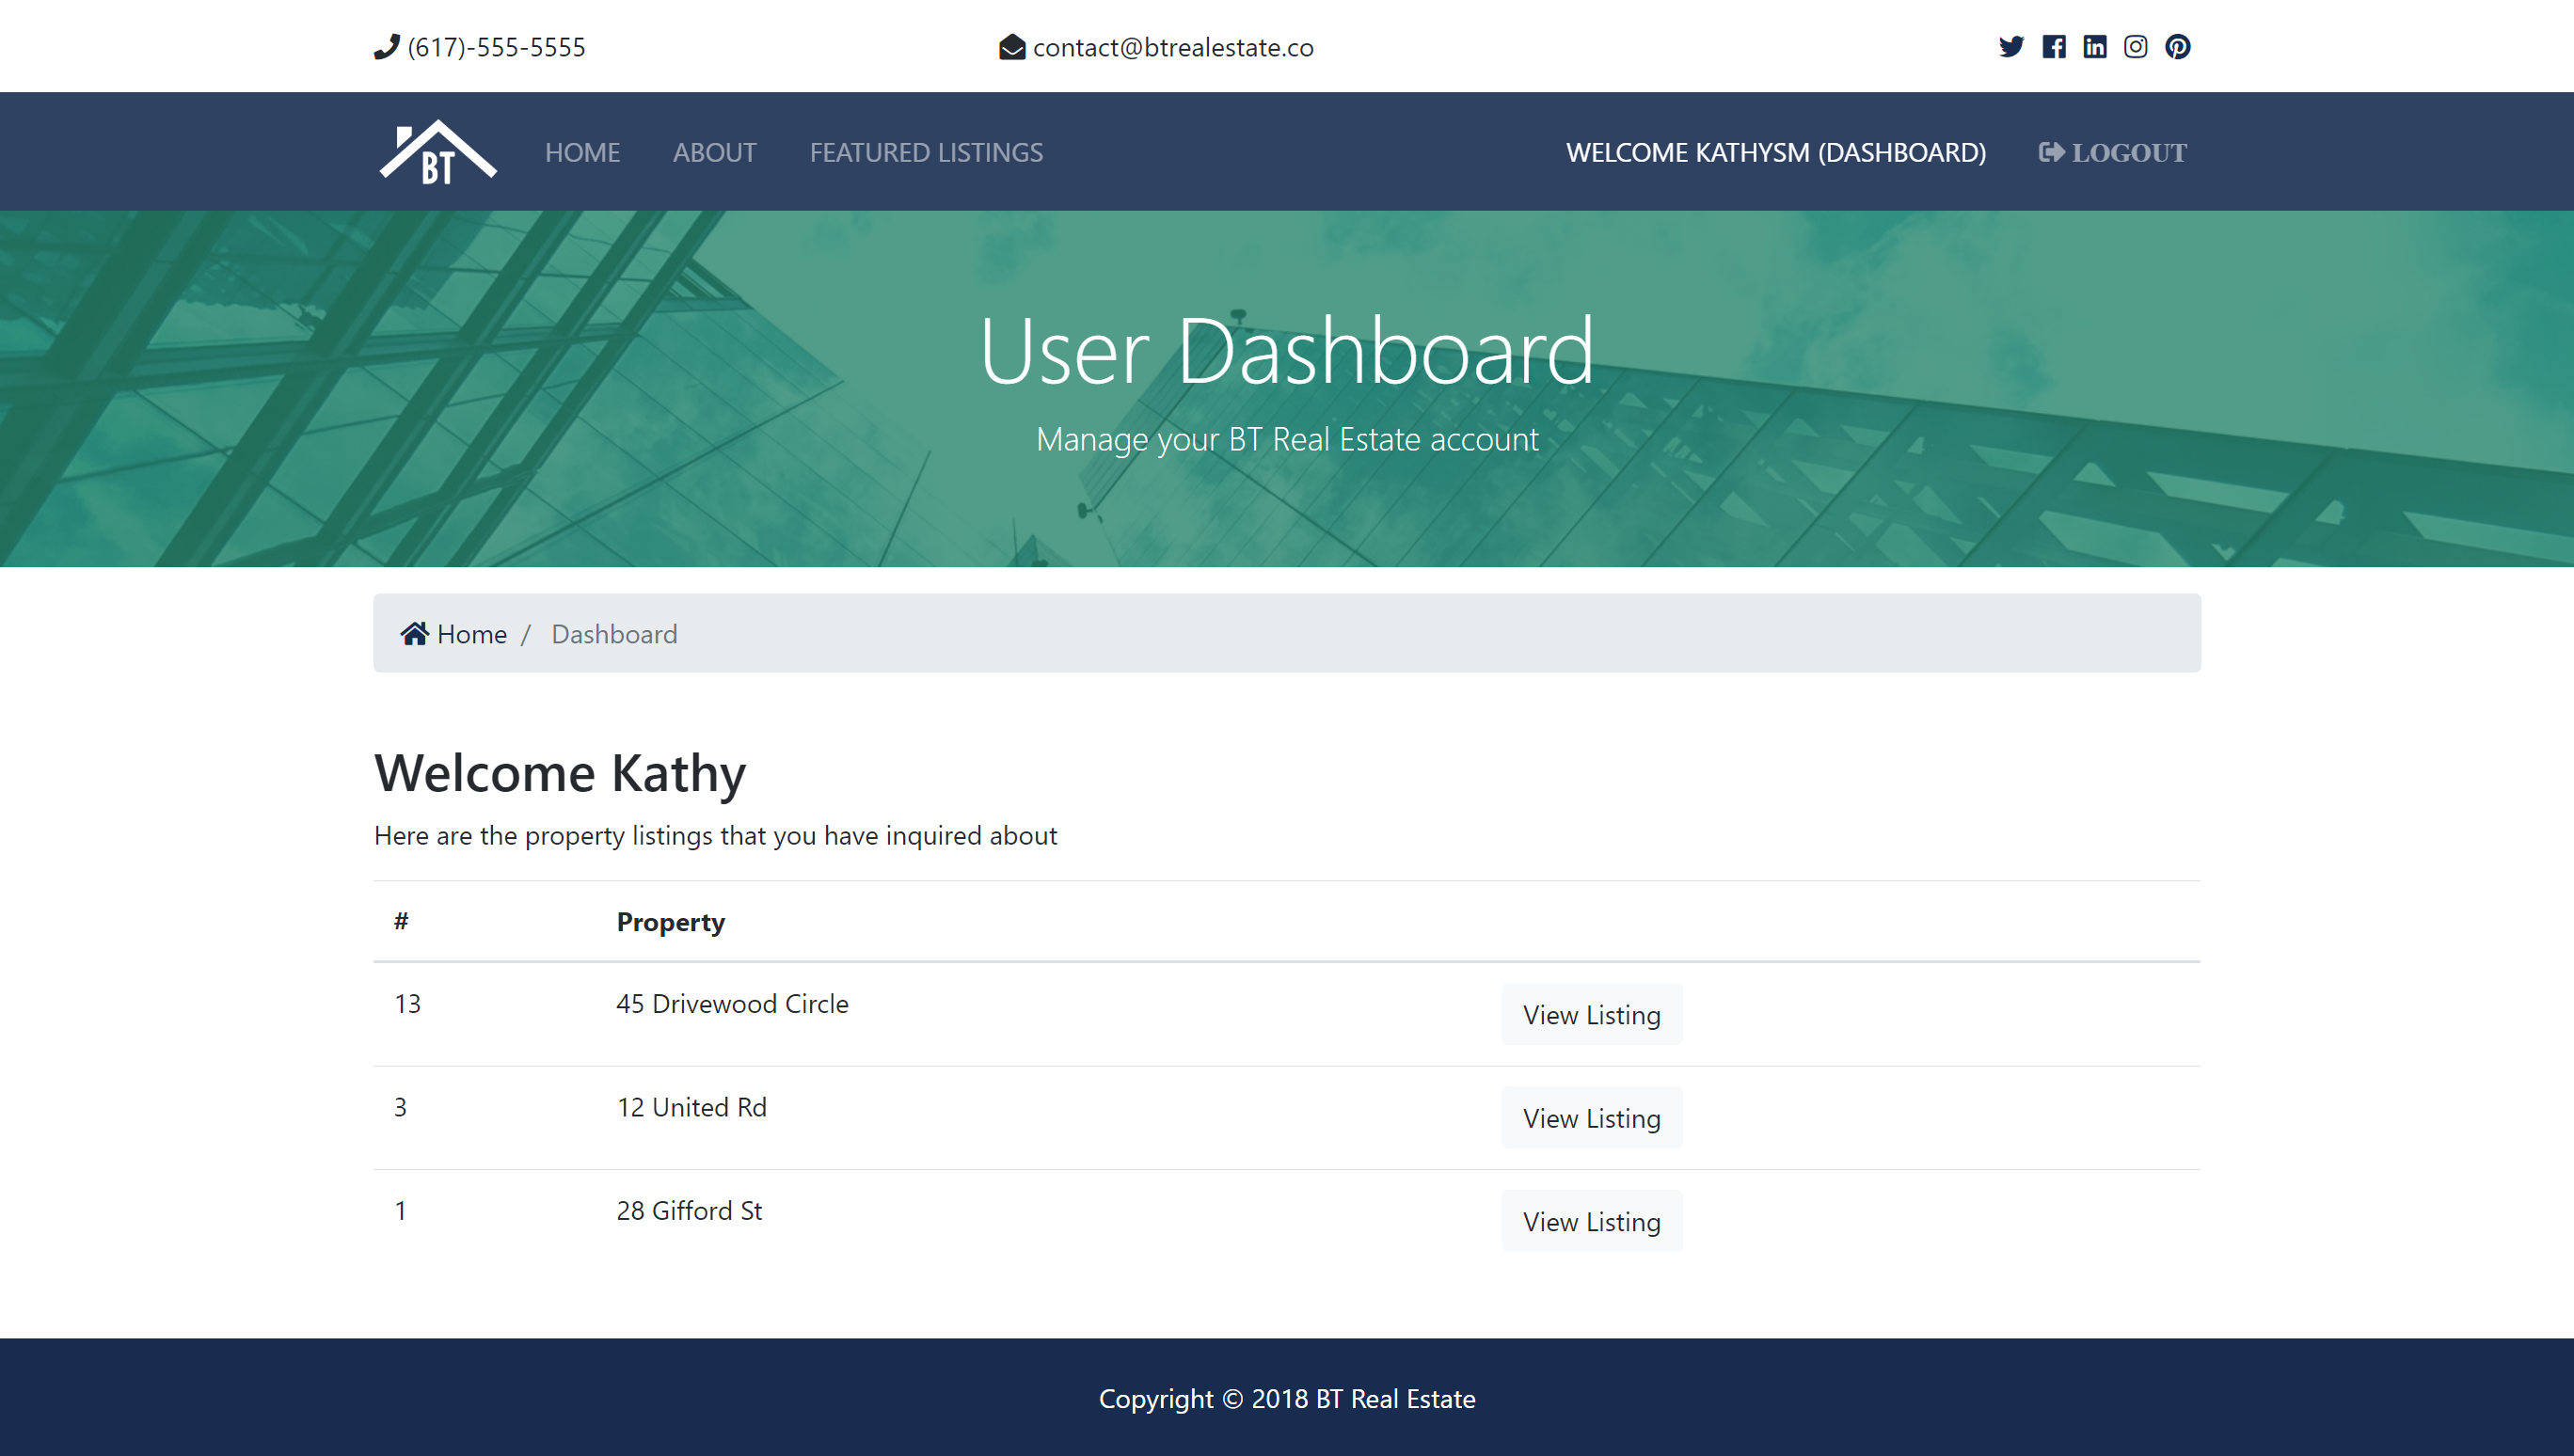 (617)-555-5555
contact@btrealestate.co
BT
HOME ABOUT FEATURED LISTINGS
WELCOME KATHYSM (DASHBOARD) LOGOUT
User Dashboard
Manage your BT Real Estate account
Home / Dashboard
Welcome Kathy
Here are the property listings that you have inquired about
# Property
13 45 Drivewood Circle View Listing
3 12 United Rd View Listing
1 28 Gifford St View Listing
Copyright © 2018 BT Real Estate